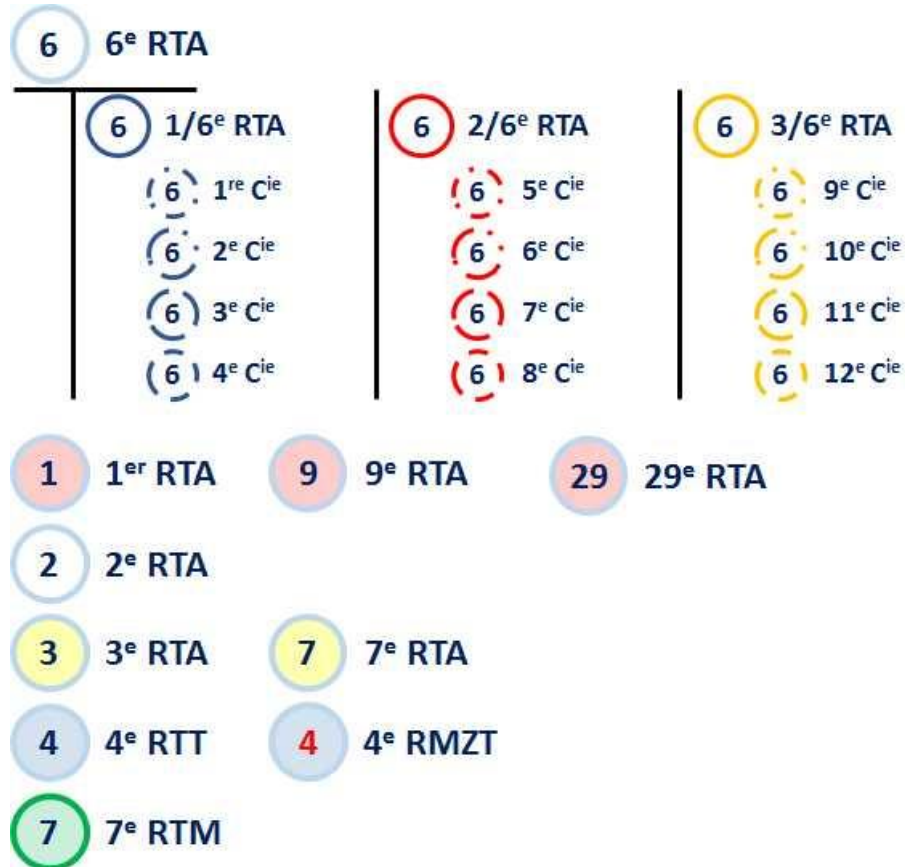 6 6ᵉ RTA
6 1/6ᵉ RTA 6 2/6ᵉ RTA 6 3/6ᵉ RTA
6 1ʳᵉ Cⁱᵉ 6 5ᵉ Cⁱᵉ 6 9ᵉ Cⁱᵉ
6 2ᵉ Cⁱᵉ 6 6ᵉ Cⁱᵉ 6 10ᵉ Cⁱᵉ
6 3ᵉ Cⁱᵉ 6 7ᵉ Cⁱᵉ 6 11ᵉ Cⁱᵉ
6 4ᵉ Cⁱᵉ 6 8ᵉ Cⁱᵉ 6 12ᵉ Cⁱᵉ
1 1ᵉʳ RTA 9 9ᵉ RTA 29 29ᵉ RTA
2 2ᵉ RTA
3 3ᵉ RTA 7 7ᵉ RTA
4 4ᵉ RTT 4 4ᵉ RMZT
7 7ᵉ RTM